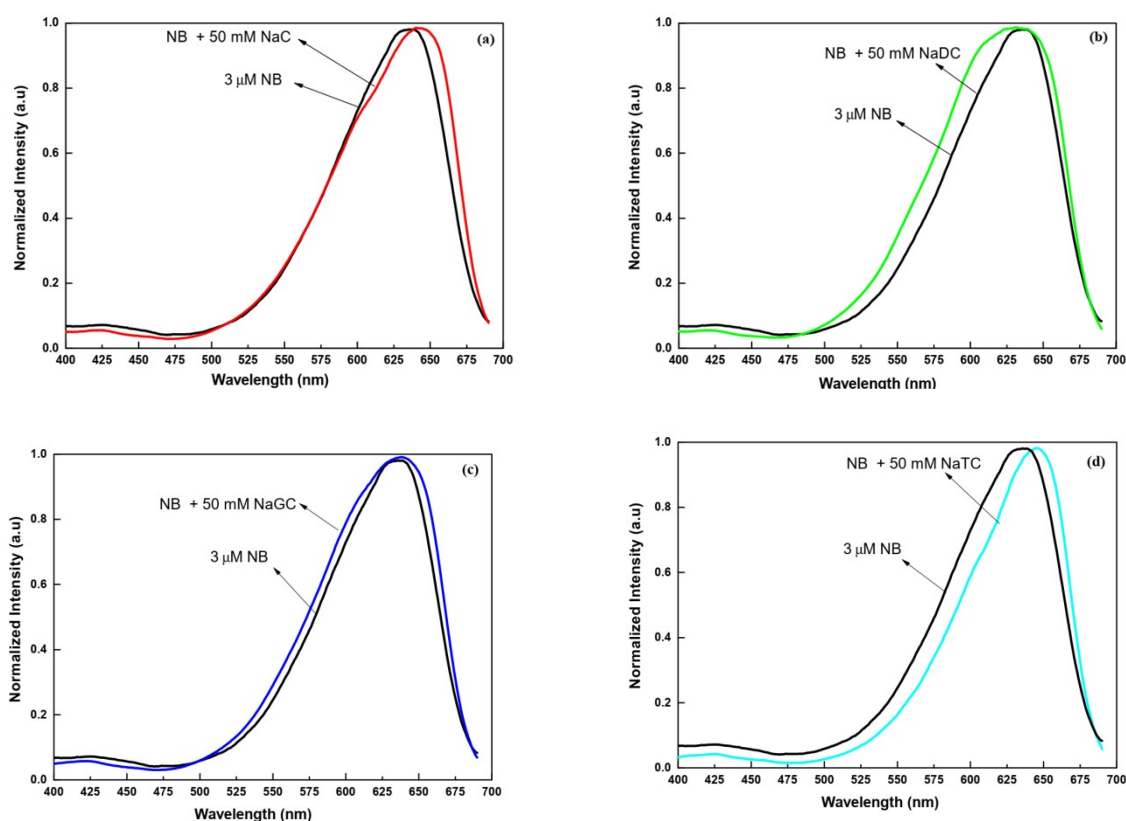 (a)
NB + 50 mM NaC
3 μM NB
Normalized Intensity (a.u)
1.0
0.8
0.6
0.4
0.2
0.0
400 425 450 475 500 525 550 575 600 625 650 675 700
Wavelength (nm)
(b)
NB + 50 mM NaDC
3 μM NB
Normalized Intensity (a.u)
1.0
0.8
0.6
0.4
0.2
0.0
400 425 450 475 500 525 550 575 600 625 650 675 700
Wavelength (nm)
(c)
NB + 50 mM NaGC
3 μM NB
Normalized Intensity (a.u)
1.0
0.8
0.6
0.4
0.2
0.0
400 425 450 475 500 525 550 575 600 625 650 675 700
Wavelength (nm)
(d)
NB + 50 mM NaTC
3 μM NB
Normalized Intensity (a.u)
1.0
0.8
0.6
0.4
0.2
0.0
400 425 450 475 500 525 550 575 600 625 650 675 700
Wavelength (nm)